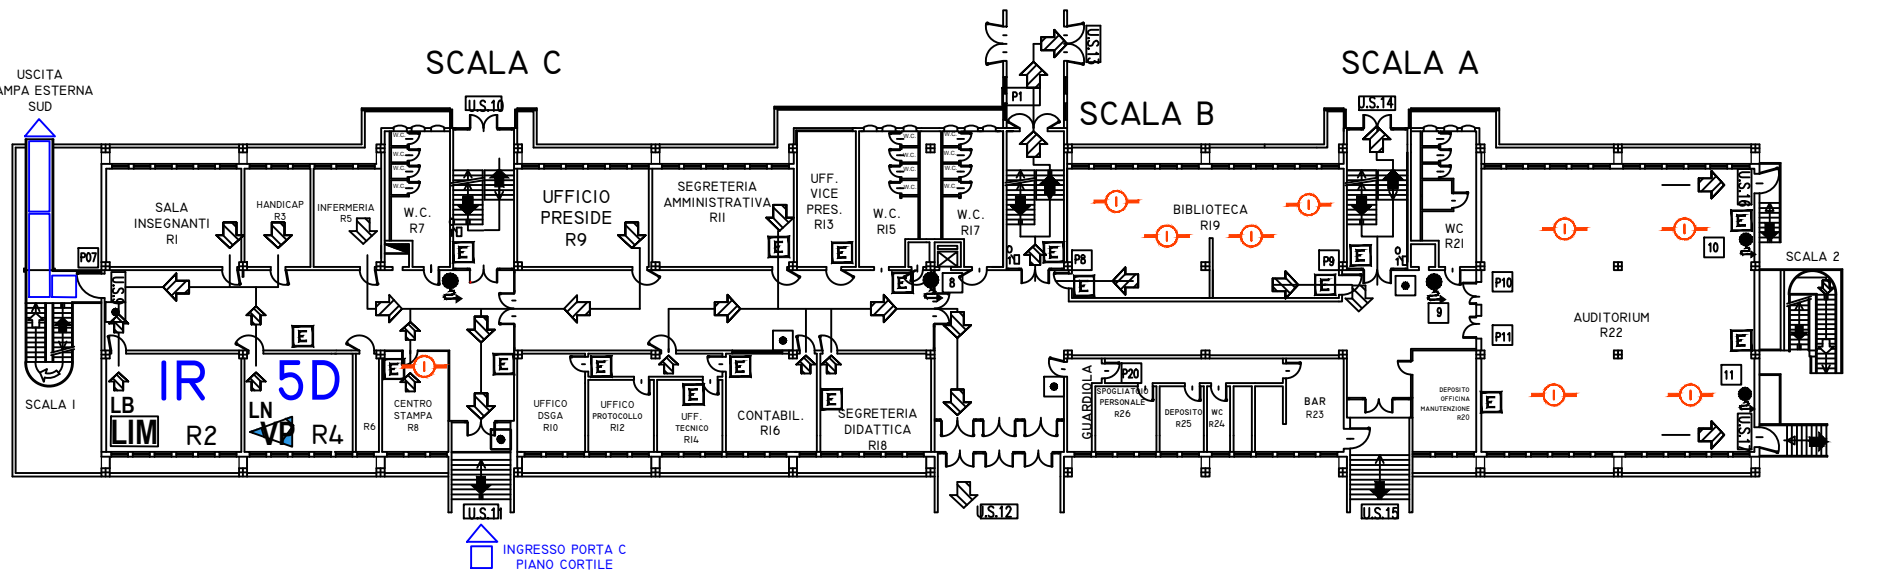 SCALA C
SCALA A
SCALA B
USCITA
AMPA ESTERNA
SUD
U.S.10
U.S.13
P1
U.S.14
W.C.
W.C.
W.C.
W.C.
W.C.
W.C.
W.C.
W.C.
W.C.
W.C.
W.C.
W.C.
SALA
INSEGNANTI
R1
HANDICAP
R3
INFERMERIA
R5
W.C.
R7
UFFICIO
PRESIDE
R9
SEGRETERIA
AMMINISTRATIVA
R11
UFF.
VICE
PRES.
R13
W.C.
R15
W.C.
R17
BIBLIOTECA
R19
WC
R21
U.S.16
E
10
SCALA 2
P07
U.S.9
E
E
E
E
8
E
P8
E
P9
E
E
9
P10
P11
AUDITORIUM
R22
E
11
U.S.17
E
1R
5D
LB
LIM
R2
LN
VP
R4
R6
E
CENTRO
STAMPA
R8
E
UFFICIO
DSGA
R10
E
UFFICIO
PROTOCOLLO
R12
E
UFF.
TECNICO
R14
E
CONTABIL.
R16
E
SEGRETERIA
DIDATTICA
R18
GUARDIOLA
P20
SPOGLIATOIO
PERSONALE
R26
DEPOSITO
R25
WC
R24
BAR
R23
DEPOSITO
OFFICINA
MANUTENZIONE
R20
E
SCALA 1
U.S.11
U.S.12
U.S.15
INGRESSO PORTA C
PIANO CORTILE